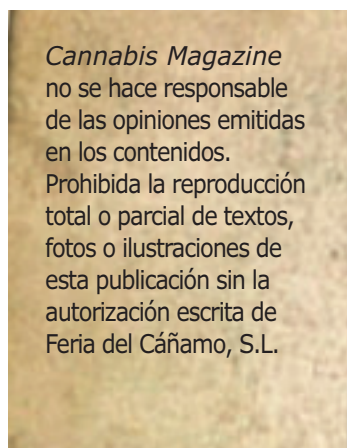 Cannabis Magazine
no se hace responsable
de las opiniones emitidas
en los contenidos.
Prohibida la reproducción
total o parcial de textos,
fotos o ilustraciones de
esta publicación sin la
autorización escrita de
Feria del Cáñamo, S.L.